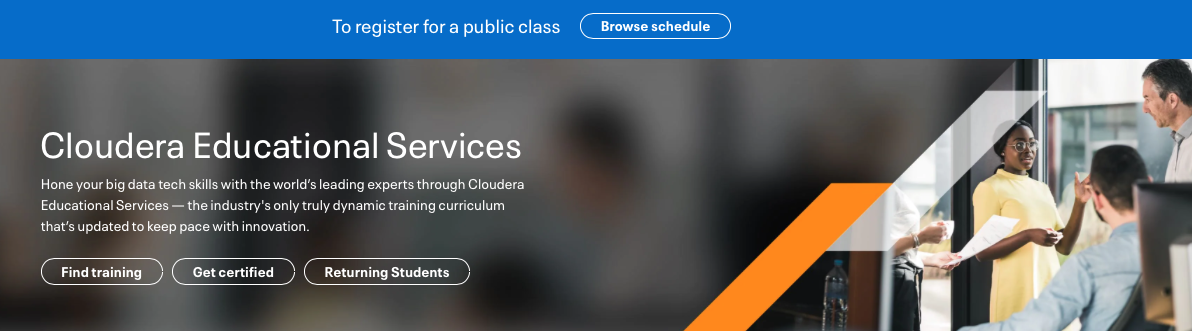 To register for a public class Browse schedule
Cloudera Educational Services
Hone your big data tech skills with the world’s leading experts through Cloudera
Educational Services — the industry's only truly dynamic training curriculum
that’s updated to keep pace with innovation.
Find training Get certified Returning Students